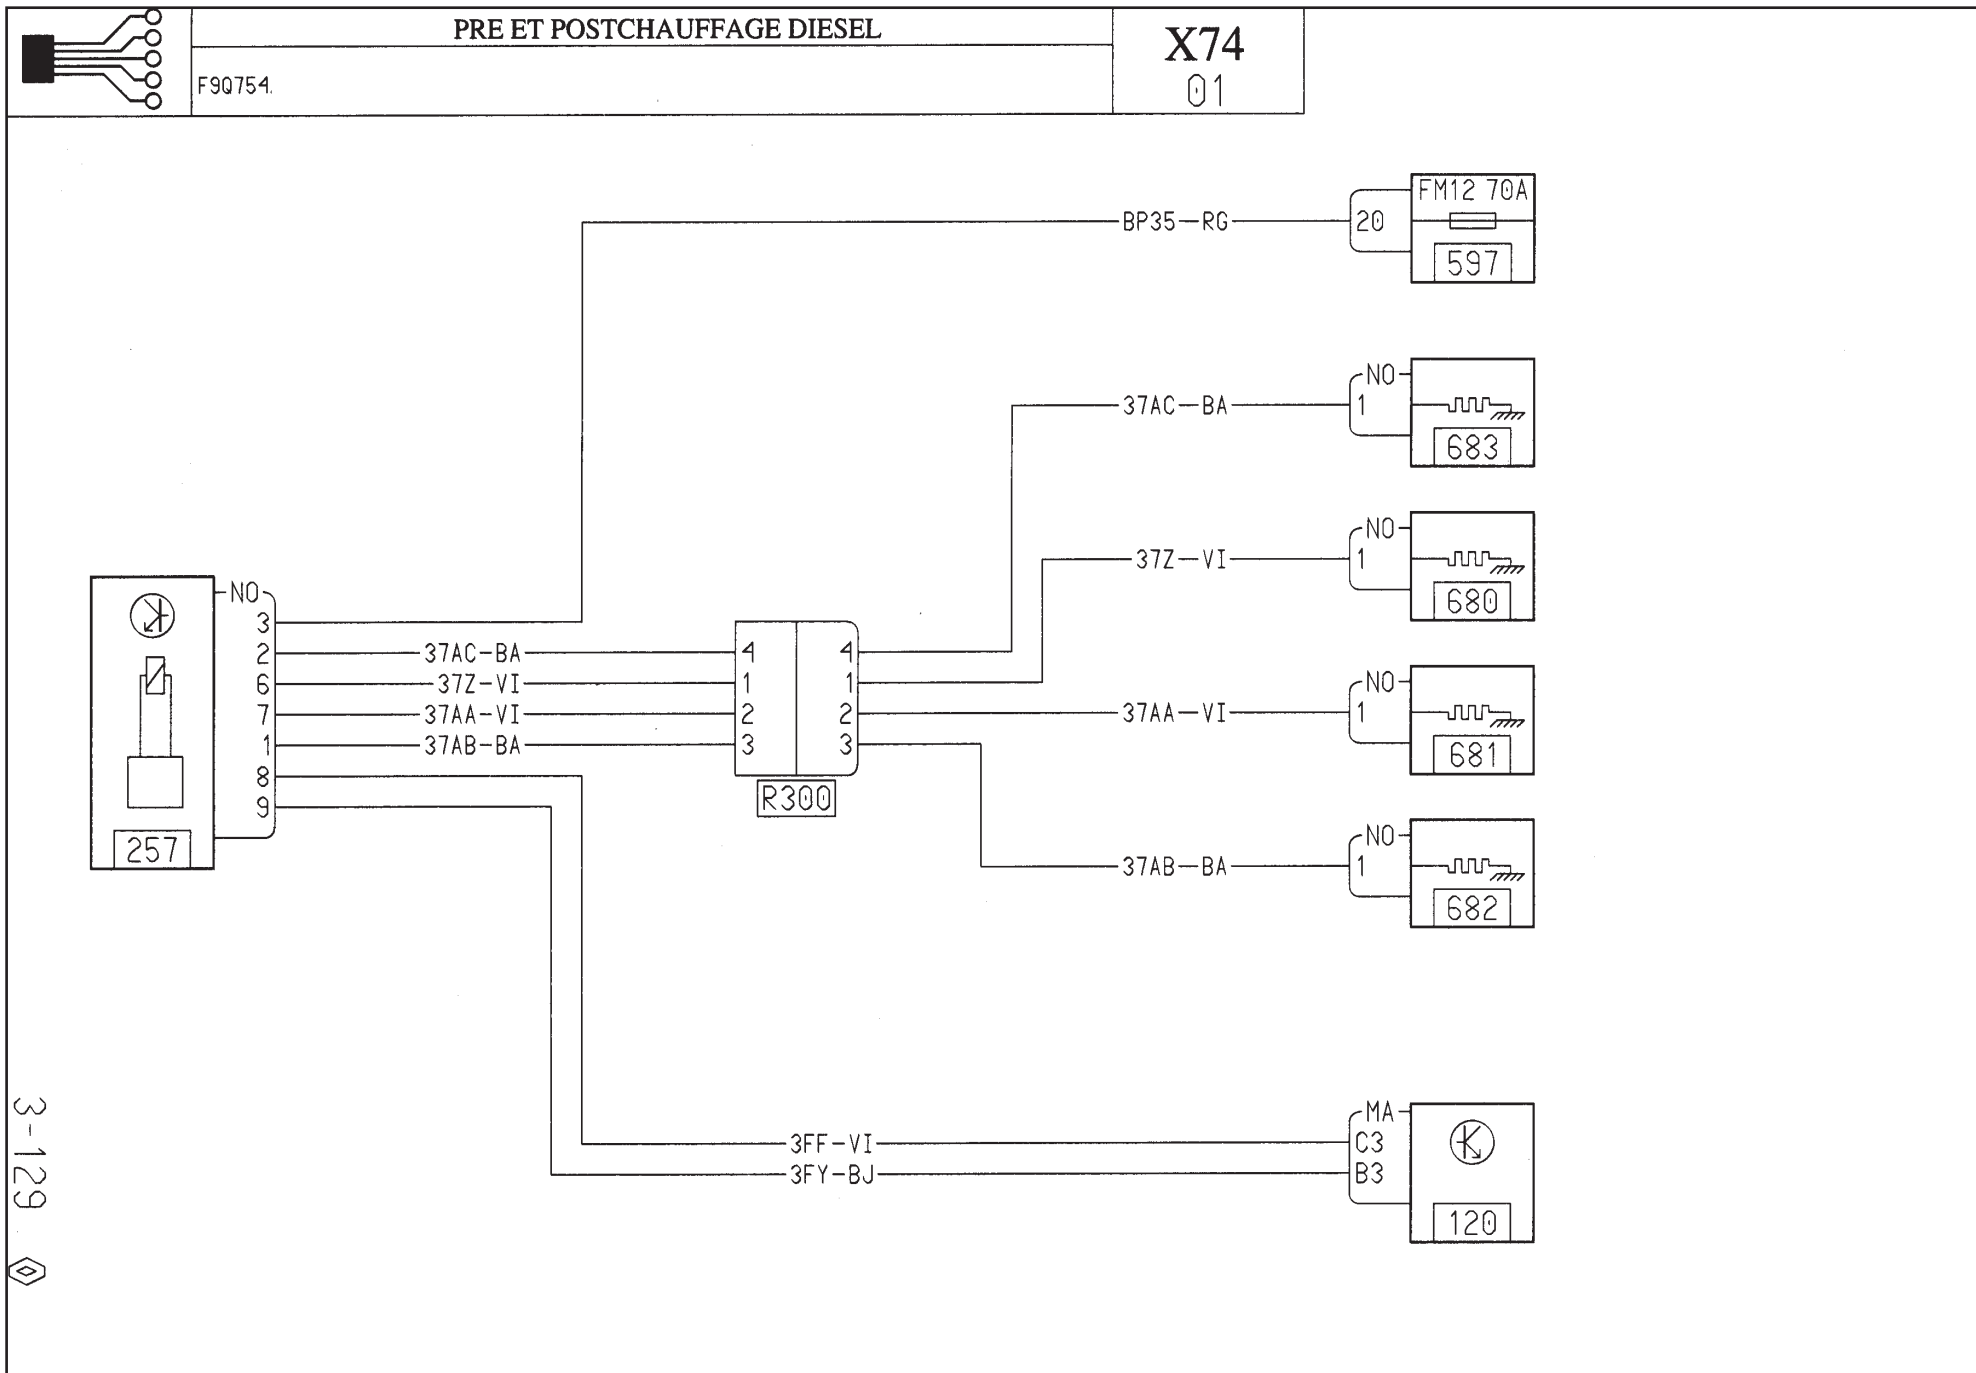 PRE ET POSTCHAUFFAGE DIESEL
X74
F9Q754.
01
FM12 70A
BP35-RG
20
597
NO
37AC-BA
1
683
NO
37Z-VI
1
680
NO
3
2
37AC-BA
4
4
6
37Z-VI
1
1
7
37AA-VI
2
2
1
37AB-BA
3
3
8
9
257
R300
NO
37AA-VI
1
681
NO
37AB-BA
1
682
MA
3FF-VI
C3
3FY-BJ
B3
120
3-129